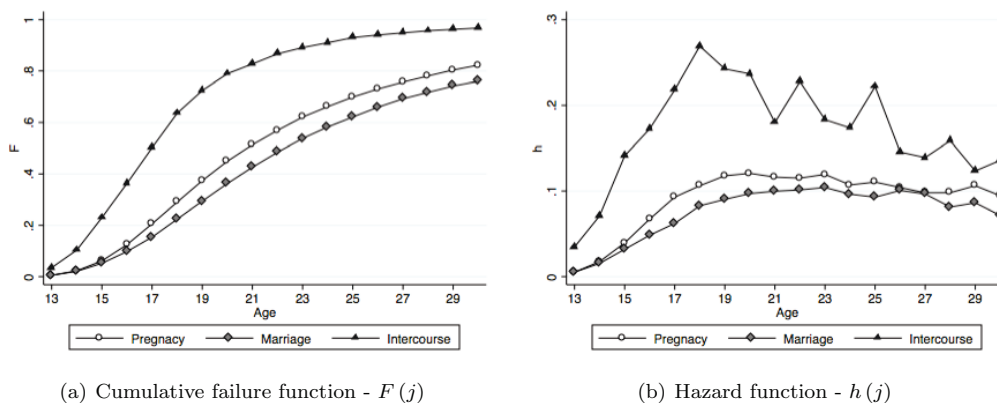 1
.8
.6
.4
.2
0
F
13 15 17 19 21 23 25 27 29
Age
Pregnacy Marriage Intercourse
(a) Cumulative failure function - F (j)
.3
.2
.1
0
h
13 15 17 19 21 23 25 27 29
Age
Pregnacy Marriage Intercourse
(b) Hazard function - h (j)